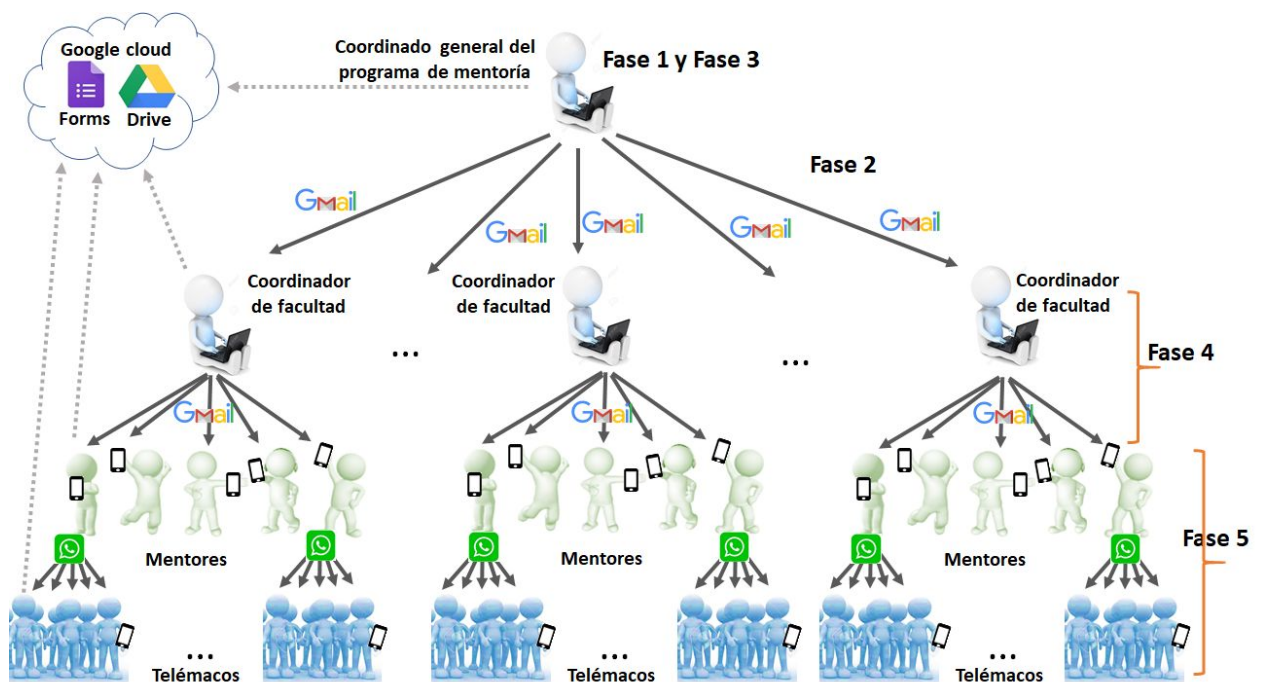 Google cloud
Forms
Drive
Coordinado general del
programa de mentoría
Fase 1 y Fase 3
Fase 2
Gmail
Gmail
Gmail
Gmail
Gmail
Coordinador
de facultad
Coordinador
de facultad
Coordinador
de facultad
...
...
Fase 4
Gmail
Gmail
Gmail
Mentores
Mentores
Mentores
Fase 5
...
Telémacos
...
Telémacos
...
Telémacos